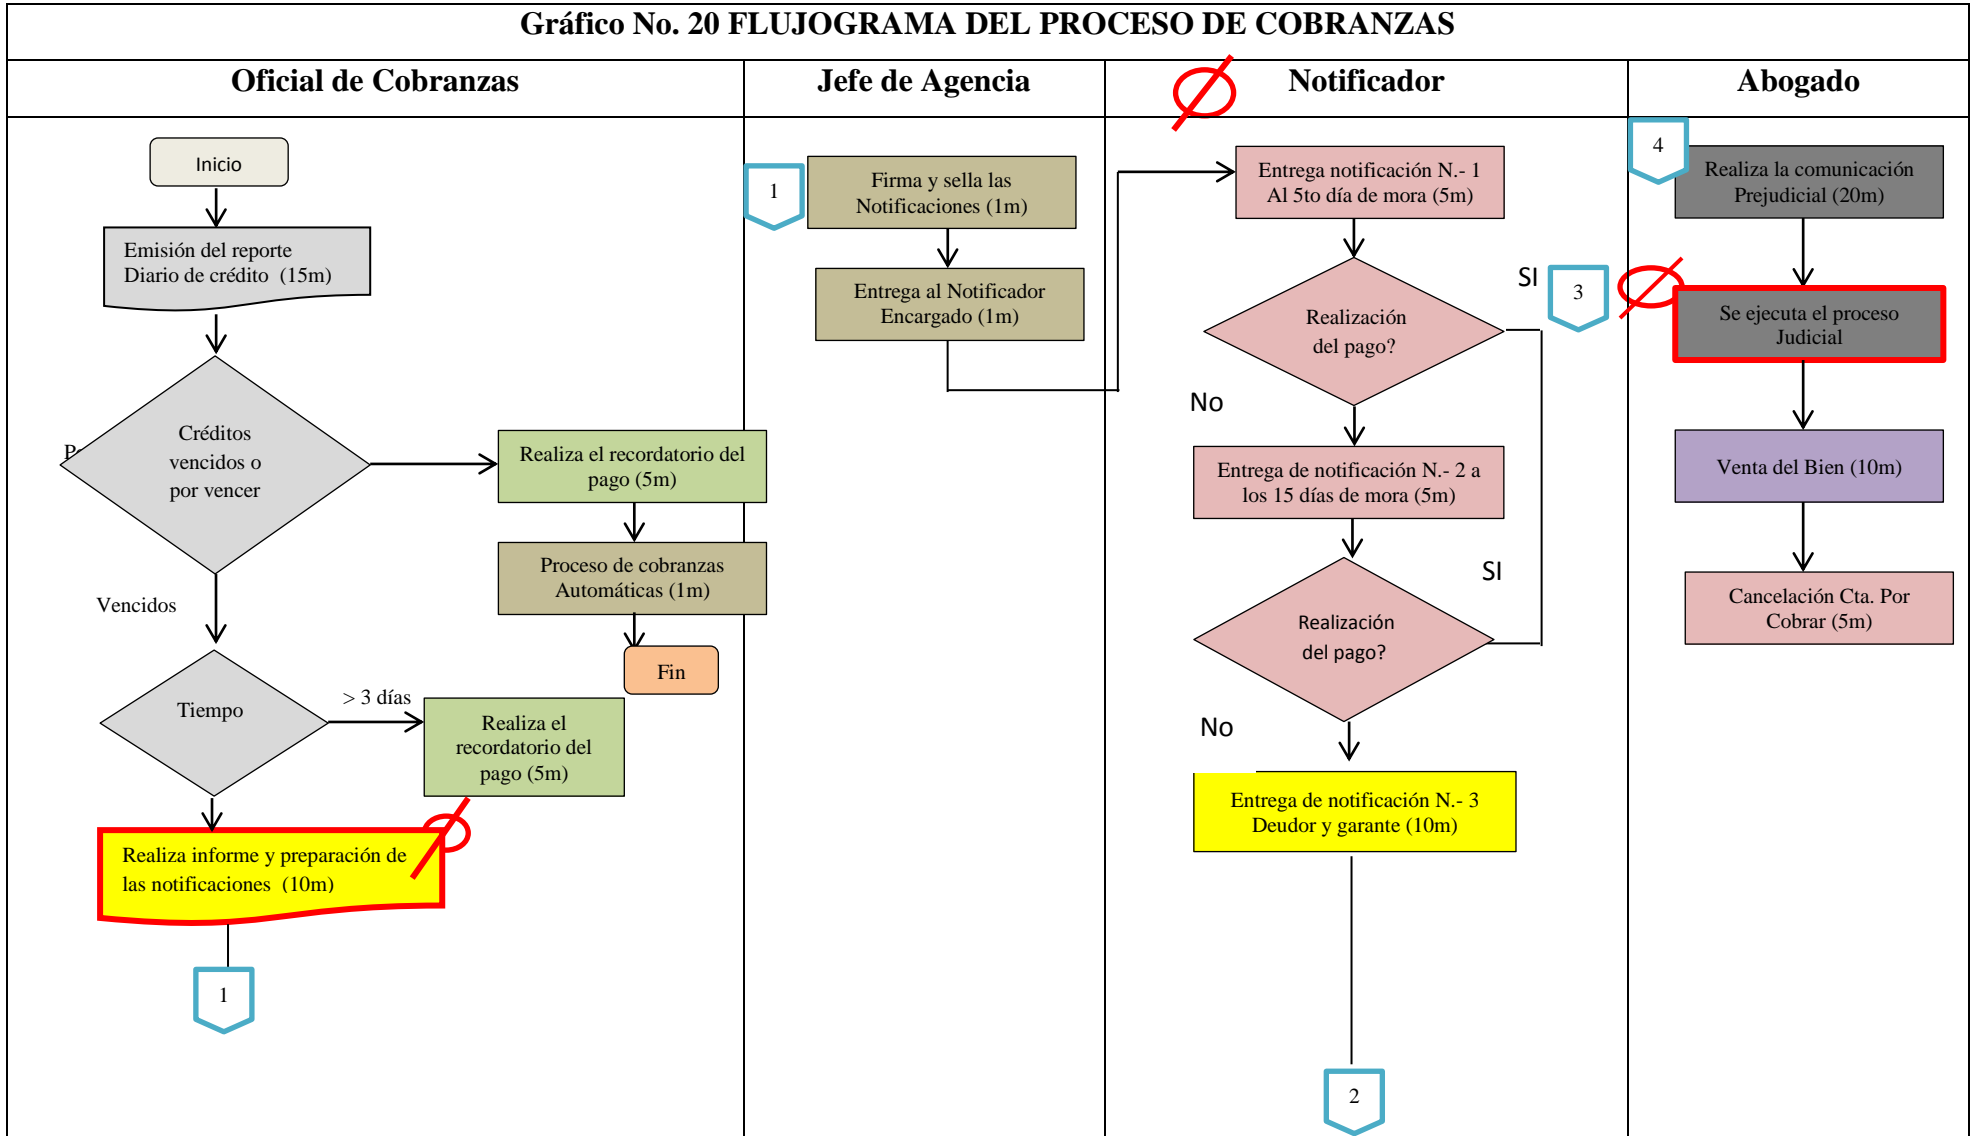 Gráfico No. 20 FLUJOGRAMA DEL PROCESO DE COBRANZAS
Oficial de Cobranzas
Jefe de Agencia
Notificador
Abogado
Inicio
Emisión del reporte
Diario de crédito (15m)
Créditos
vencidos o
por vencer
Realiza el recordatorio del
pago (5m)
Proceso de cobranzas
Automáticas (1m)
Fin
Vencidos
Tiempo
> 3 días
Realiza el
recordatorio del
pago (5m)
Realiza informe y preparación de
las notificaciones (10m)
1
1
Firma y sella las
Notificaciones (1m)
Entrega al Notificador
Encargado (1m)
Entrega notificación N.- 1
Al 5to día de mora (5m)
Realización
del pago?
SI
3
No
Entrega de notificación N.- 2 a
los 15 días de mora (5m)
Realización
del pago?
SI
No
Entrega de notificación N.- 3
Deudor y garante (10m)
2
4
Realiza la comunicación
Prejudicial (20m)
Se ejecuta el proceso
Judicial
Venta del Bien (10m)
Cancelación Cta. Por
Cobrar (5m)